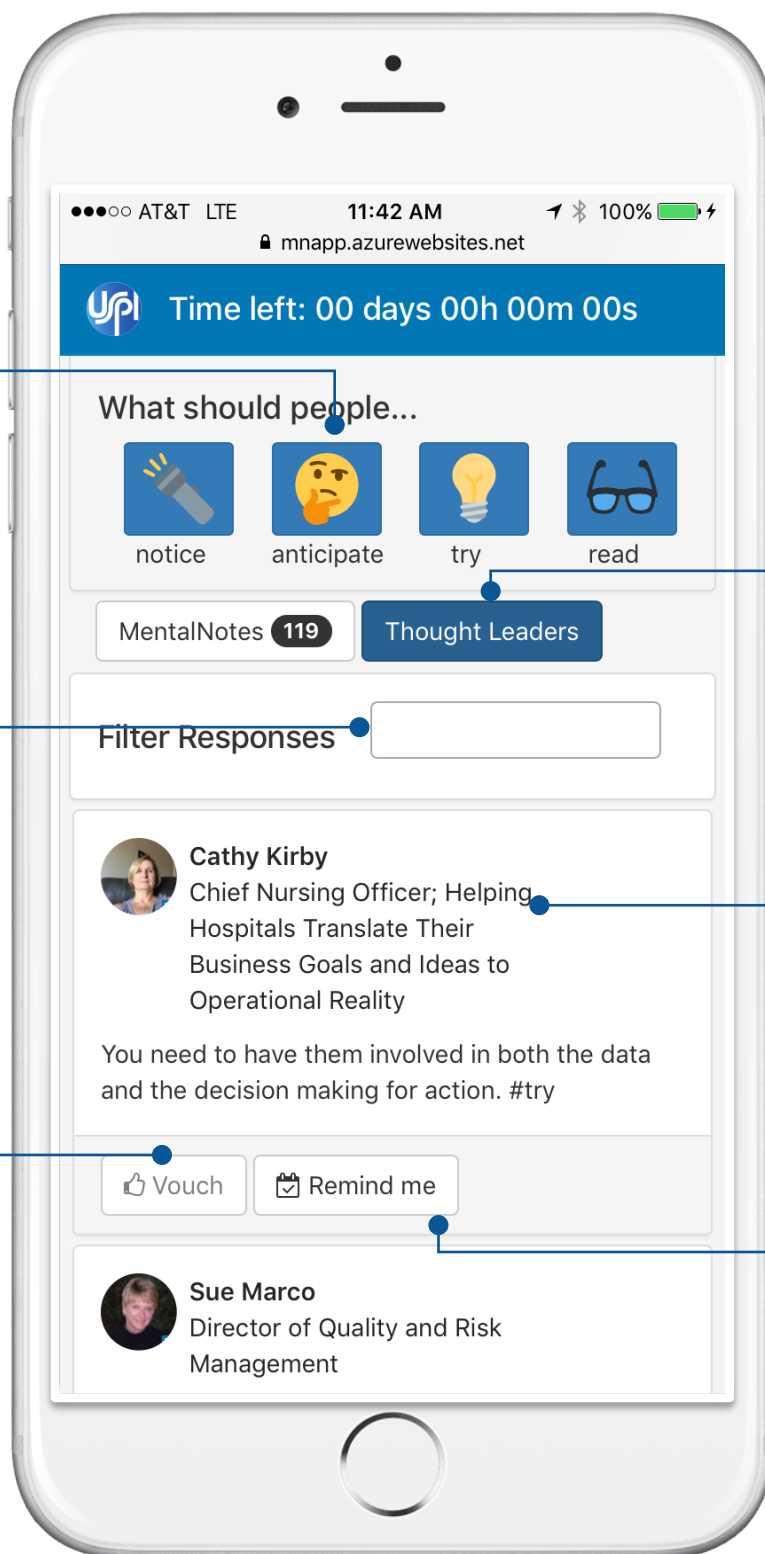 AT&T LTE 11:42 AM 100%
mnapp.azurewebsites.net
USPI Time left: 00 days 00h 00m 00s
What should people...
notice anticipate try read
MentalNotes 119 Thought Leaders
Filter Responses
Cathy Kirby
Chief Nursing Officer; Helping
Hospitals Translate Their
Business Goals and Ideas to
Operational Reality
You need to have them involved in both the data
and the decision making for action. #try
Vouch Remind me
Sue Marco
Director of Quality and Risk
Management